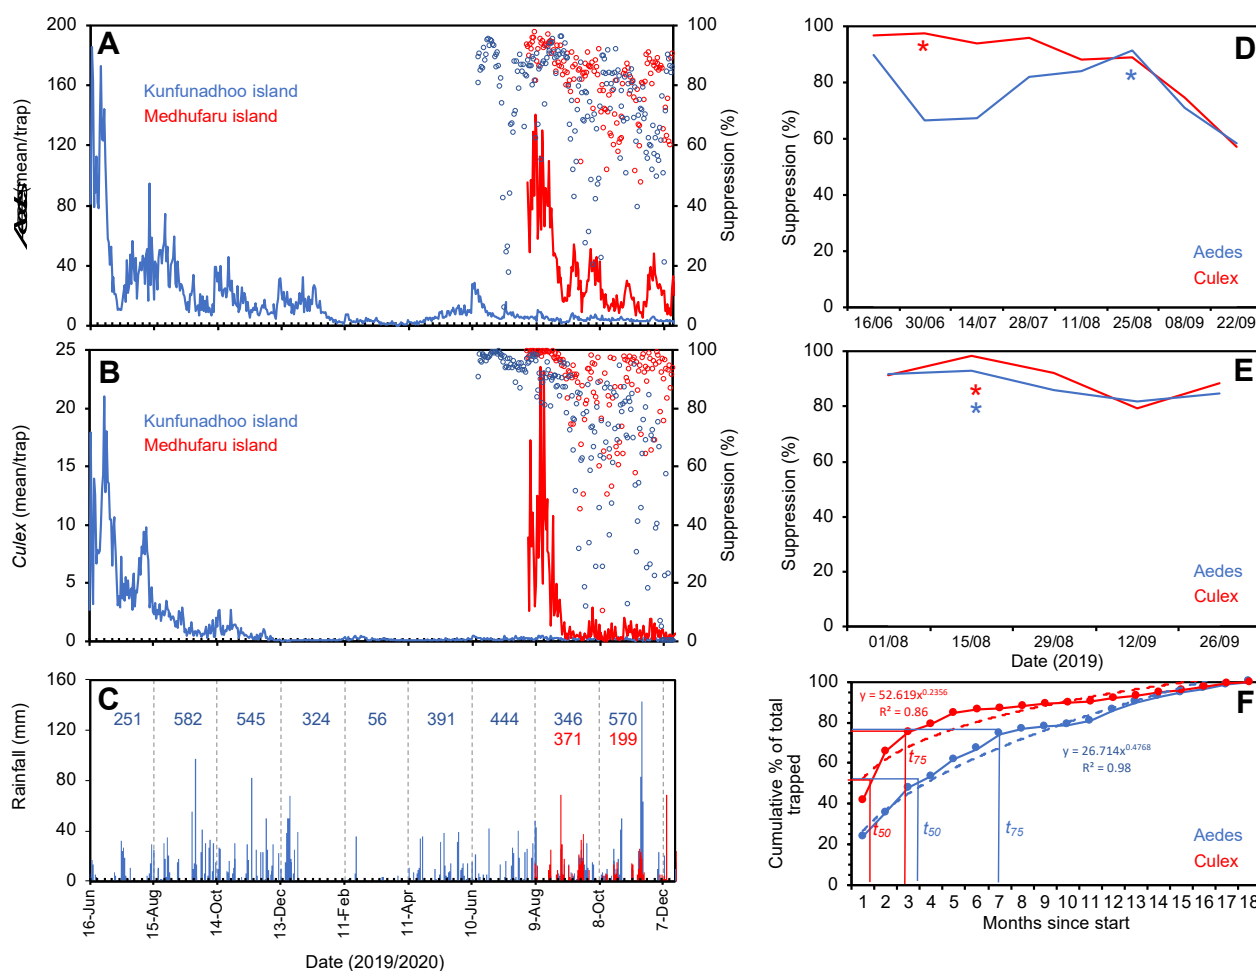 A
Kunfunadhoo island
Medhufaru island
(mean/trap)
200
160
120
80
40
0
Suppression (%)
100
80
60
40
20
0
B
Kunfunadhoo island
Medhufaru island
Culex (mean/trap)
25
20
15
10
5
0
Suppression (%)
100
80
60
40
20
0
C
Rainfall (mm)
160
120
80
40
0
251 582 545 324 56 391 444 346 570
371 199
16-Jun 15-Aug 14-Oct 13-Dec 11-Feb 11-Apr 10-Jun 9-Aug 8-Oct 7-Dec
Date (2019/2020)
D
Suppression (%)
100
80
60
80
100
0
*
*
Aedes
Culex
16/06 30/06 14/07 28/07 11/08 25/08 08/09 22/09
E
Suppression (%)
100
80
60
80
100
0
*
*
Aedes
Culex
01/08 15/08 29/08 12/09 26/09
Date (2019)
F
Cumulative % of total
trapped
100
80
60
40
20
0
y = 52.619x^0.2356
R² = 0.86
y = 26.714x^0.4768
R² = 0.98
t75
t50
t50
t75
Aedes
Culex
1 2 3 4 5 6 7 8 9 10 11 12 13 14 15 16 17 18
Months since start